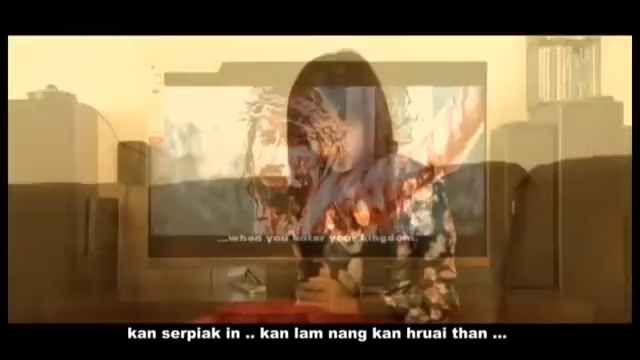 ...when you enter your kingdom.
kan serpiak in .. kan lam nang kan hruai than ...